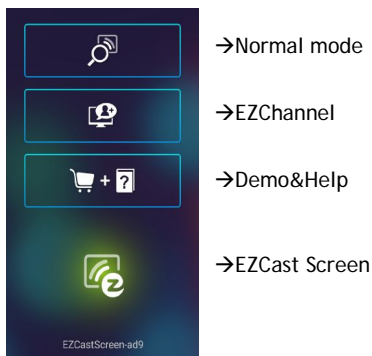 →Normal mode
→EZChannel
+ ?
→Demo&Help
→EZCast Screen
EZCastScreen-ad9